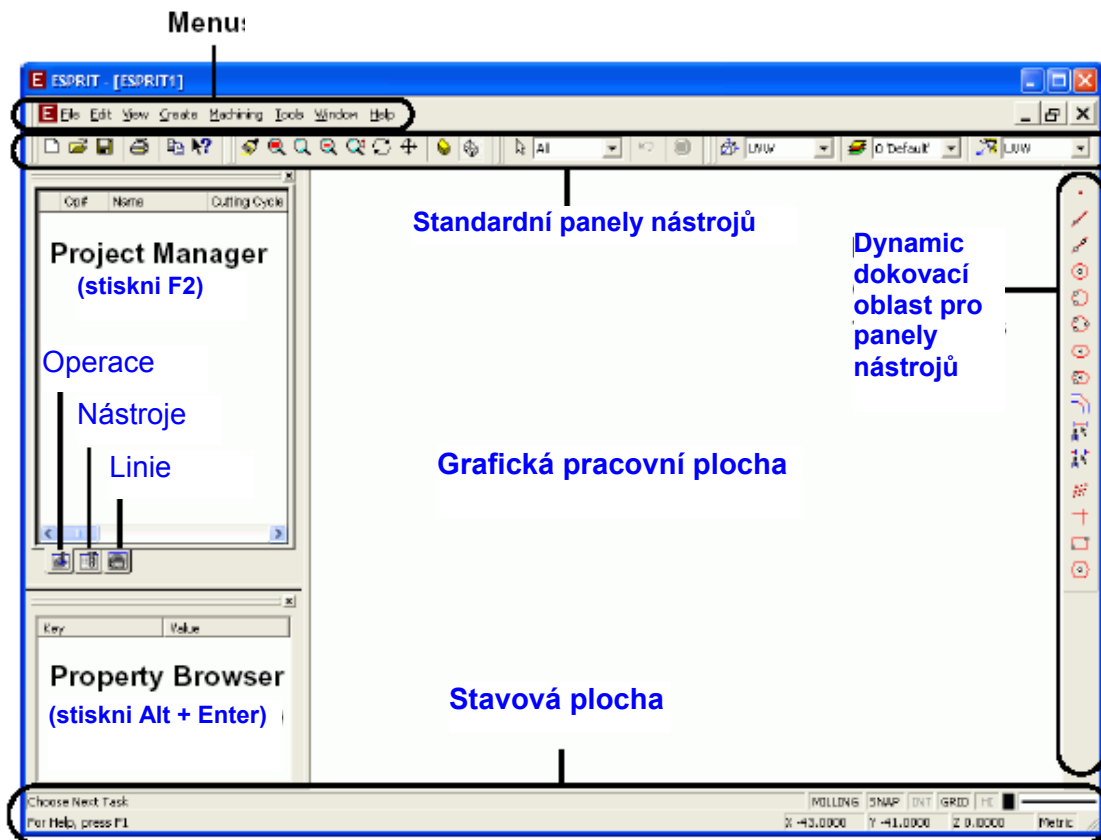 Menus
ESPRIT - [ESPRIT1]
File Edit View Create Machining Tools Window Help
All UVW 0 'Default' UVW
Op# Name Cutting Cycle
Standardní panely nástrojů
Dynamic
dokovací
oblast pro
panely
nástrojů
Project Manager
(stiskni F2)
Operace
Nástroje
Linie
Grafická pracovní plocha
Key Value
Property Browser
(stiskni Alt + Enter)
Stavová plocha
Choose Next Task MILLING SNAP INT GRID HI
For Help, press F1 X -43.0000 Y -41.0000 Z 0.0000 Metric